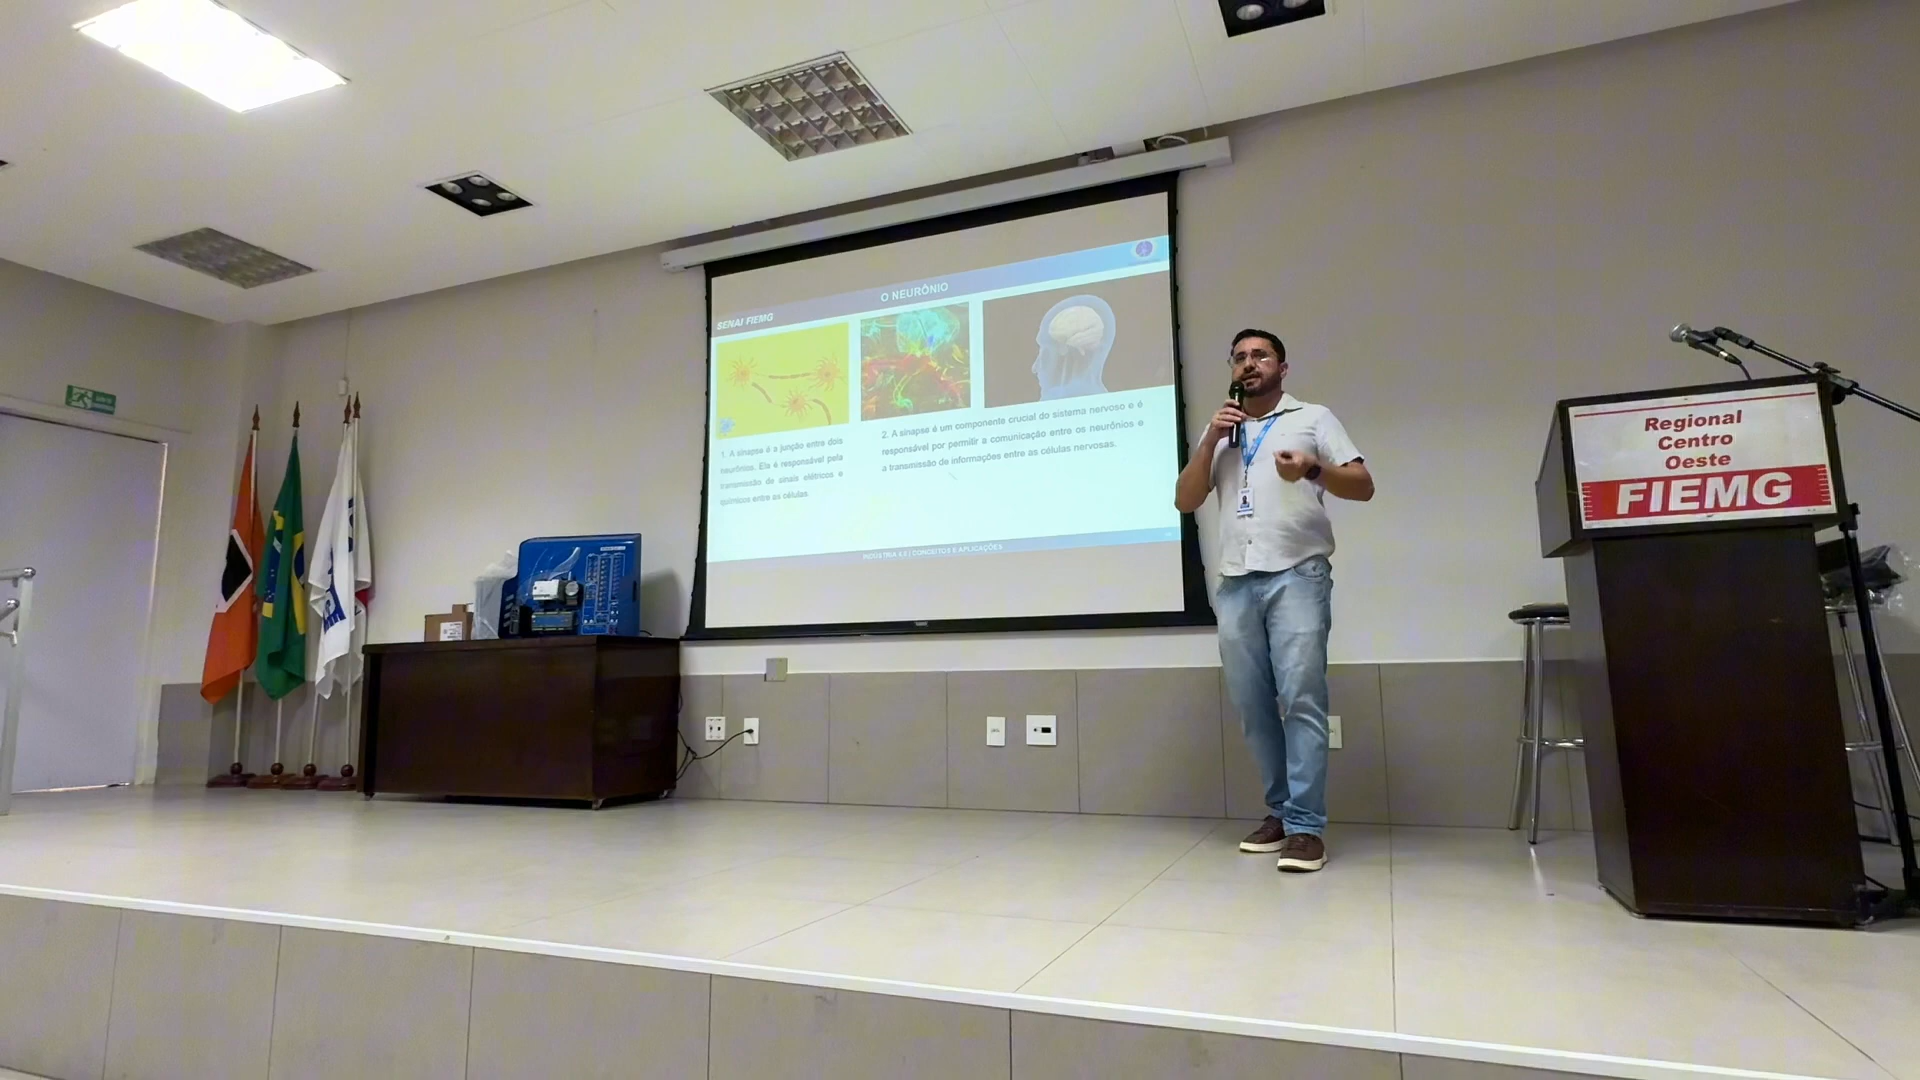 O NEURÔNIO
SENAI FIEMG
1. A sinapse é a junção entre dois
neurônios. Ela é responsável pela
transmissão de sinais elétricos e
químicos entre as células.
2. A sinapse é um componente crucial do sistema nervoso e é
responsável por permitir a comunicação entre os neurônios e
a transmissão de informações entre as células nervosas.
INDÚSTRIA 4.0 | CONCEITOS E APLICAÇÕES
Regional
Centro
Oeste
FIEMG